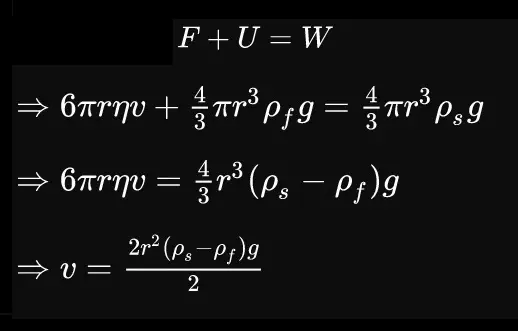 F + U = W
⇒ 6πrηv + 4/3 πr³ρ_f g = 4/3 πr³ρ_s g
⇒ 6πrηv = 4/3 r³(ρ_s − ρ_f)g
⇒ v = 2r²(ρ_s−ρ_f)g / 2